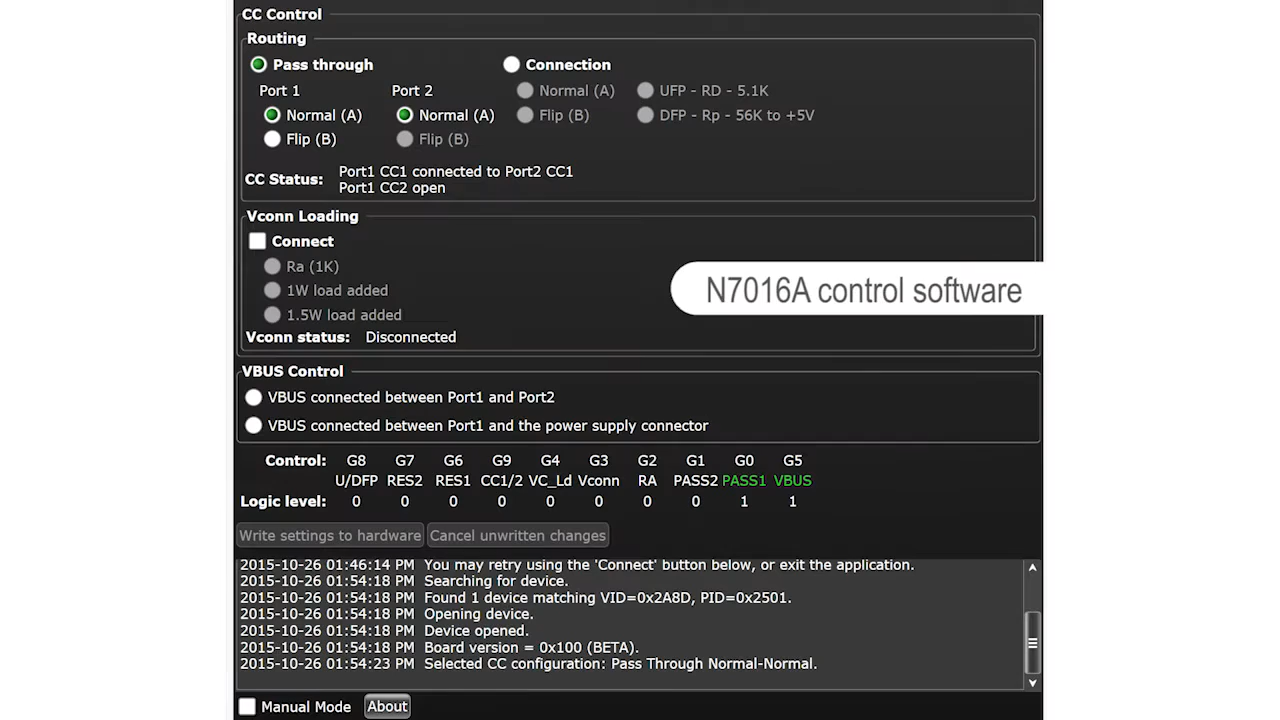 CC Control
Routing
Pass through
Connection
Port 1
Port 2
Normal (A)
UFP - RD - 5.1K
Normal (A)
Normal (A)
Flip (B)
DFP - Rp - 56K to +5V
Flip (B)
Flip (B)
CC Status:
Port1 CC1 connected to Port2 CC1
Port1 CC2 open
Vconn Loading
Connect
Ra (1K)
1W load added
N7016A control software
1.5W load added
Vconn status: Disconnected
VBUS Control
VBUS connected between Port1 and Port2
VBUS connected between Port1 and the power supply connector
Control: G8 G7 G6 G9 G4 G3 G2 G1 G0 G5
U/DFP RES2 RES1 CC1/2 VC_Ld Vconn RA PASS2 PASS1 VBUS
Logic level: 0 0 0 0 0 0 0 0 1 1
Write settings to hardware Cancel unwritten changes
2015-10-26 01:46:14 PM You may retry using the 'Connect' button below, or exit the application.
2015-10-26 01:54:18 PM Searching for device.
2015-10-26 01:54:18 PM Found 1 device matching VID=0x2A8D, PID=0x2501.
2015-10-26 01:54:18 PM Opening device.
2015-10-26 01:54:18 PM Device opened.
2015-10-26 01:54:18 PM Board version = 0x100 (BETA).
2015-10-26 01:54:23 PM Selected CC configuration: Pass Through Normal-Normal.
Manual Mode About